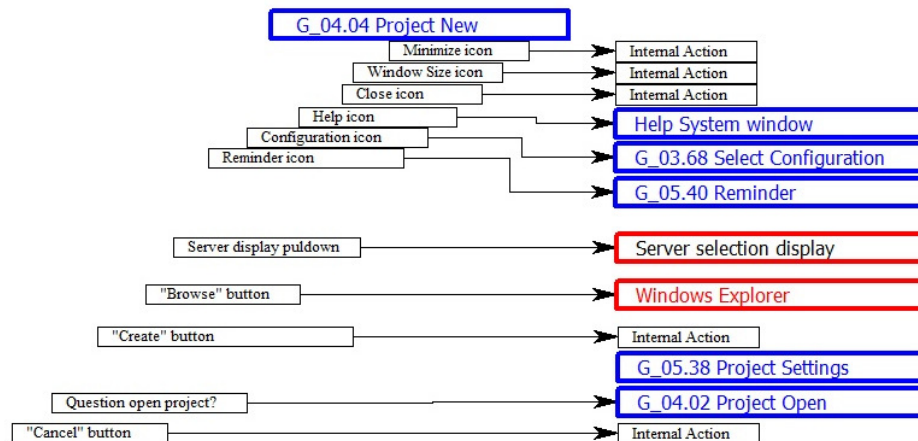 G_04.04 Project New
Minimize icon
Internal Action
Window Size icon
Internal Action
Close icon
Internal Action
Help icon
Help System window
Configuration icon
G_03.68 Select Configuration
Reminder icon
G_05.40 Reminder
Server display puldown
Server selection display
"Browse" button
Windows Explorer
"Create" button
Internal Action
G_05.38 Project Settings
Question open project?
G_04.02 Project Open
"Cancel" button
Internal Action